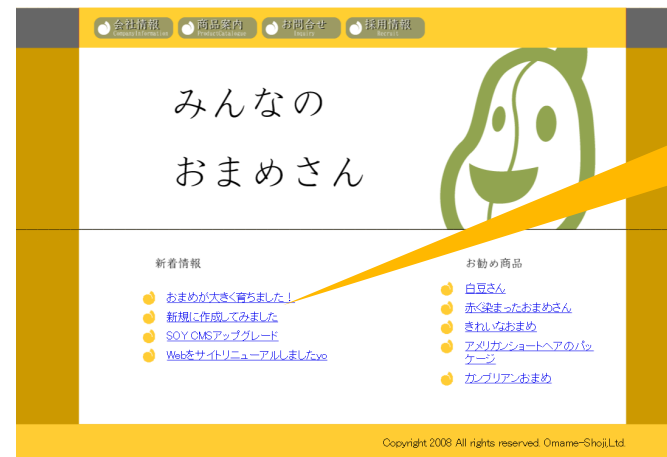 会社情報 商品案内 お問合せ 採用情報
CompanyInformation ProductCatalogue Inquiry Recruit
みんなの
おまめさん
新着情報
おまめが大きく育ちました！
新規に作成してみました
SOY CMSアップグレード
Webをサイトリニューアルしましたvo
お勧め商品
白豆さん
赤く染まったおまめさん
きれいなおまめ
アメリカンショートヘアのパッ
ケージ
カンブリアンおまめ
Copyright 2008 All rights reserved. Omame-Shoji,Ltd.